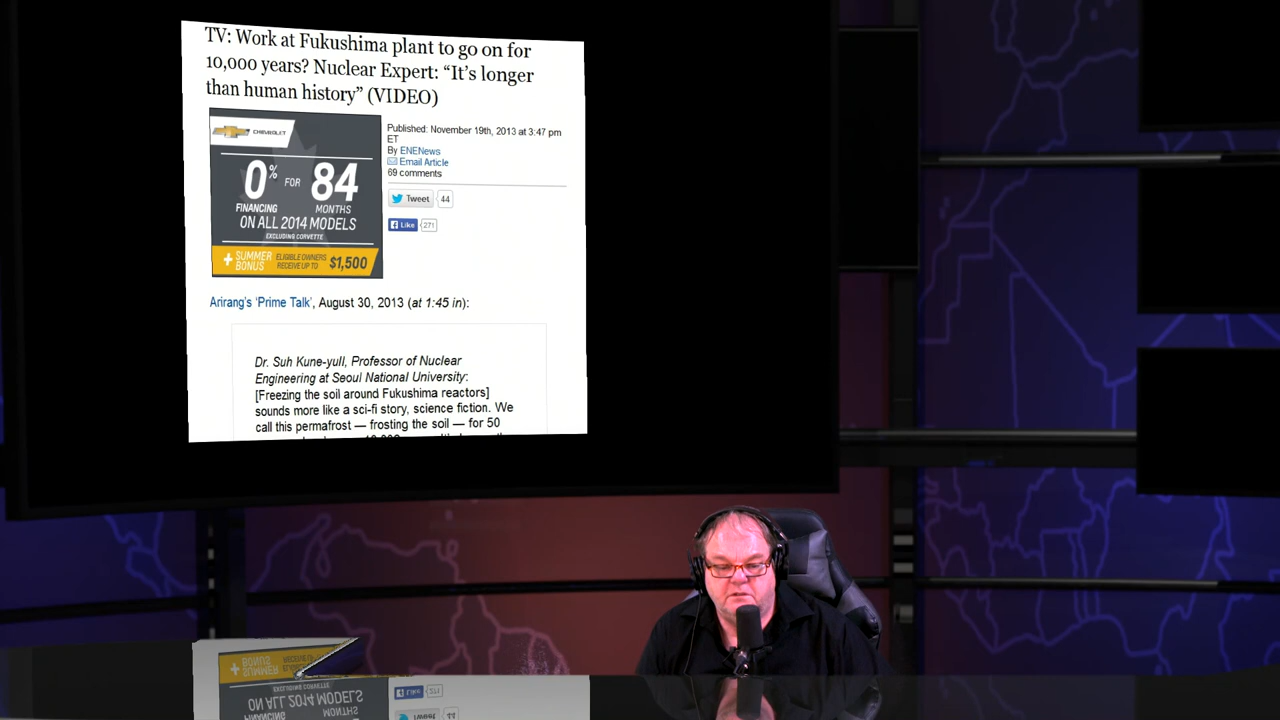 TV: Work at Fukushima plant to go on for
10,000 years? Nuclear Expert: “It’s longer
than human history” (VIDEO)
CHEVROLET
0% FOR 84
FINANCING MONTHS
ON ALL 2014 MODELS
EXCLUDING CORVETTE
+ SUMMER BONUS ELIGIBLE OWNERS RECEIVE UP TO $1,500
Published: November 19th, 2013 at 3:47 pm
ET
By ENENews
Email Article
69 comments
Tweet 44
Like 271
Arirang’s ‘Prime Talk’, August 30, 2013 (at 1:45 in):
Dr. Suh Kune-yull, Professor of Nuclear
Engineering at Seoul National University:
[Freezing the soil around Fukushima reactors]
sounds more like a sci-fi story, science fiction. We
call this permafrost — frosting the soil — for 50